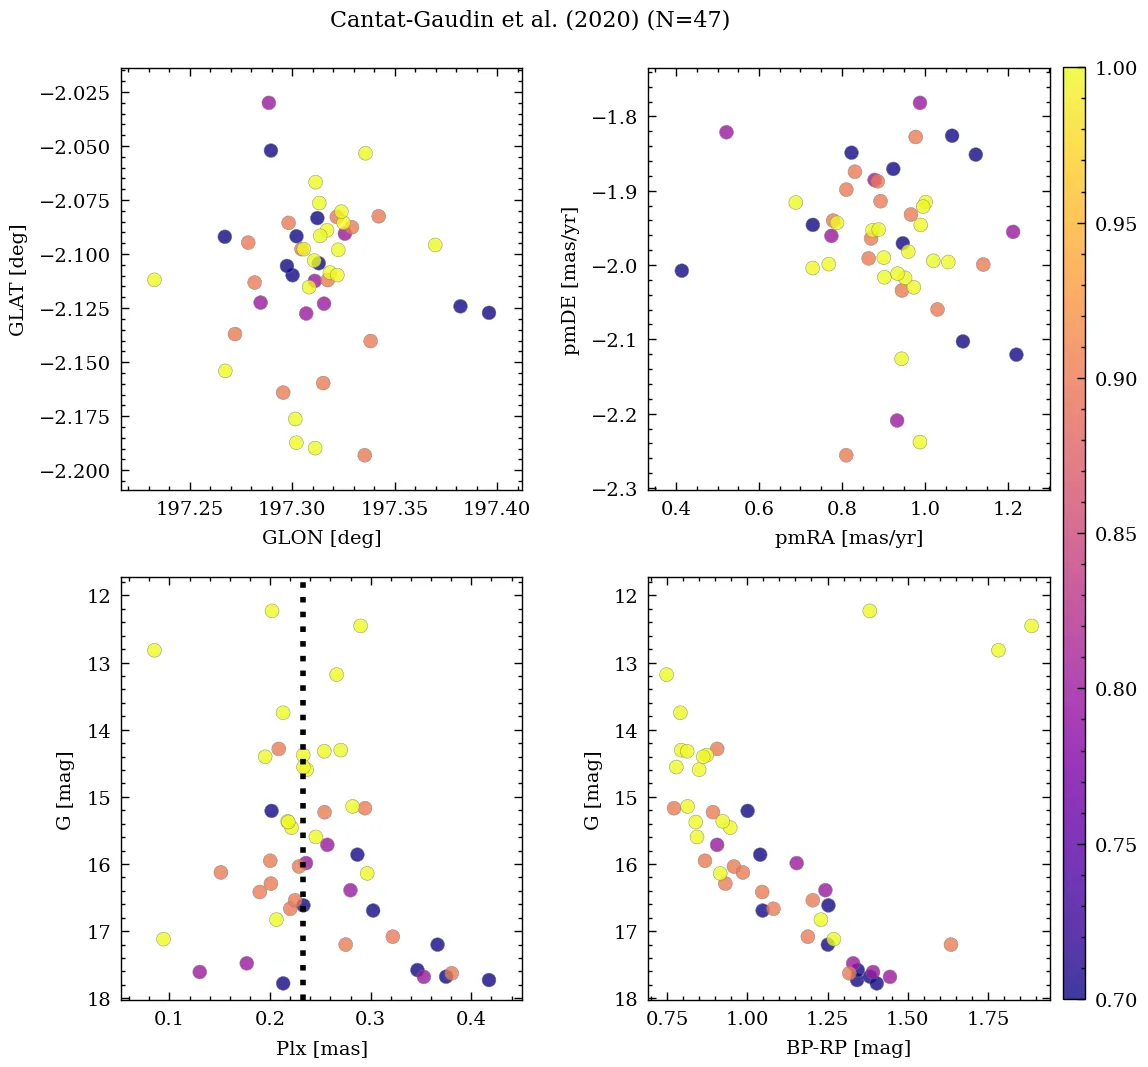 Cantat-Gaudin et al. (2020) (N=47)
−2.025
−2.050
−2.075
−2.100
−2.125
−2.150
−2.175
−2.200
GLAT [deg]
197.25 197.30 197.35 197.40
GLON [deg]
−1.8
−1.9
−2.0
−2.1
−2.2
−2.3
pmDE [mas/yr]
0.4 0.6 0.8 1.0 1.2
pmRA [mas/yr]
12
13
14
15
16
17
18
G [mag]
0.1 0.2 0.3 0.4
Plx [mas]
12
13
14
15
16
17
18
G [mag]
0.75 1.00 1.25 1.50 1.75
BP-RP [mag]
1.00
0.95
0.90
0.85
0.80
0.75
0.70